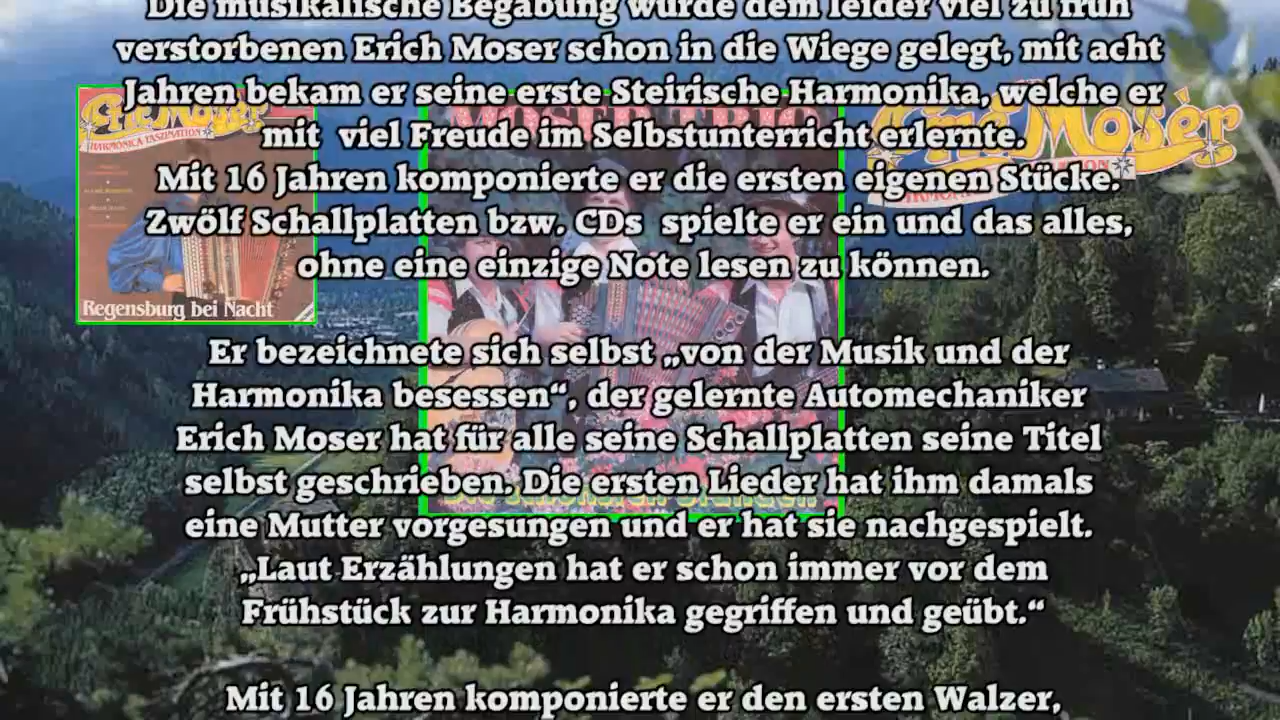 Die musikalische Begabung wurde dem leider viel zu früh
verstorbenen Erich Moser schon in die Wiege gelegt, mit acht
Jahren bekam er seine erste Steirische Harmonika, welche er
mit viel Freude im Selbstunterricht erlernte.
Mit 16 Jahren komponierte er die ersten eigenen Stücke.
Zwölf Schallplatten bzw. CDs spielte er ein und das alles,
ohne eine einzige Note lesen zu können.
Er bezeichnete sich selbst „von der Musik und der
Harmonika besessen“, der gelernte Automechaniker
Erich Moser hat für alle seine Schallplatten seine Titel
selbst geschrieben. Die ersten Lieder hat ihm damals
eine Mutter vorgesungen und er hat sie nachgespielt.
„Laut Erzählungen hat er schon immer vor dem
Frühstück zur Harmonika gegriffen und geübt.“
Mit 16 Jahren komponierte er den ersten Walzer,
Moser
HARMONICA FASZINATION
Regensburg bei Nacht
MOSER TRIO
Moser